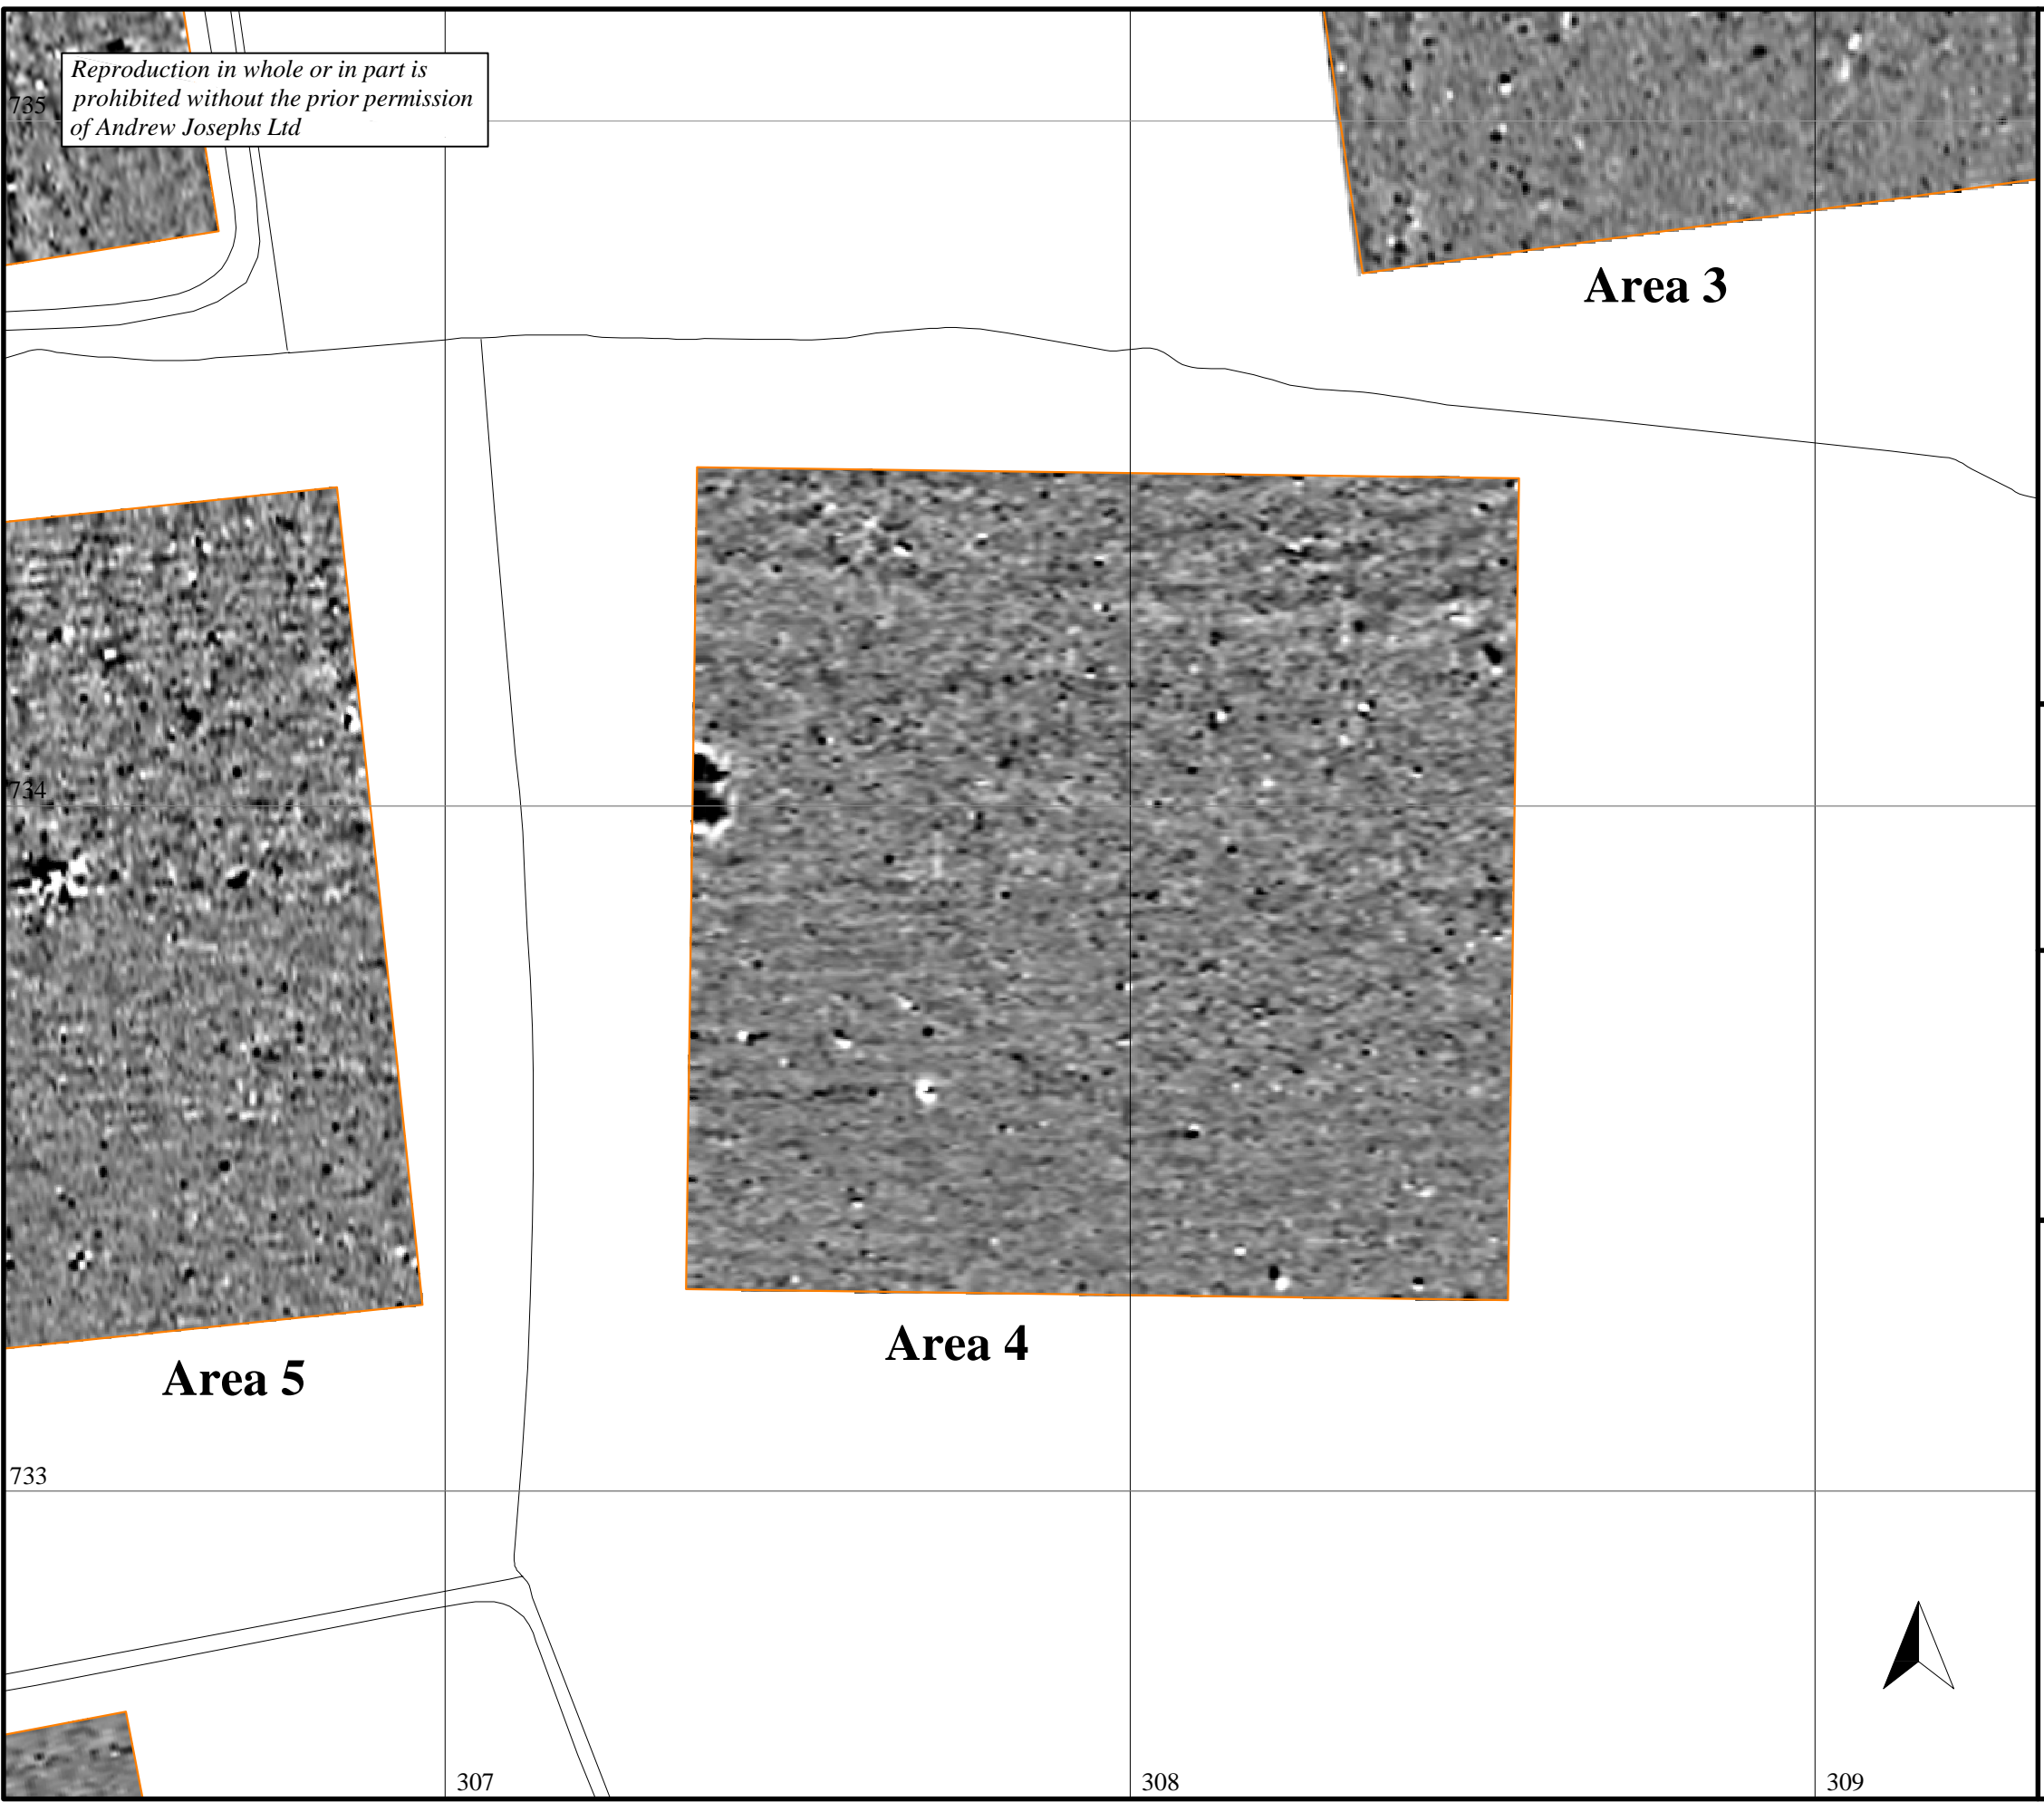 Reproduction in whole or in part is
prohibited without the prior permission
of Andrew Josephs Ltd
735
Area 3
734
Area 4
Area 5
733
307
308
309